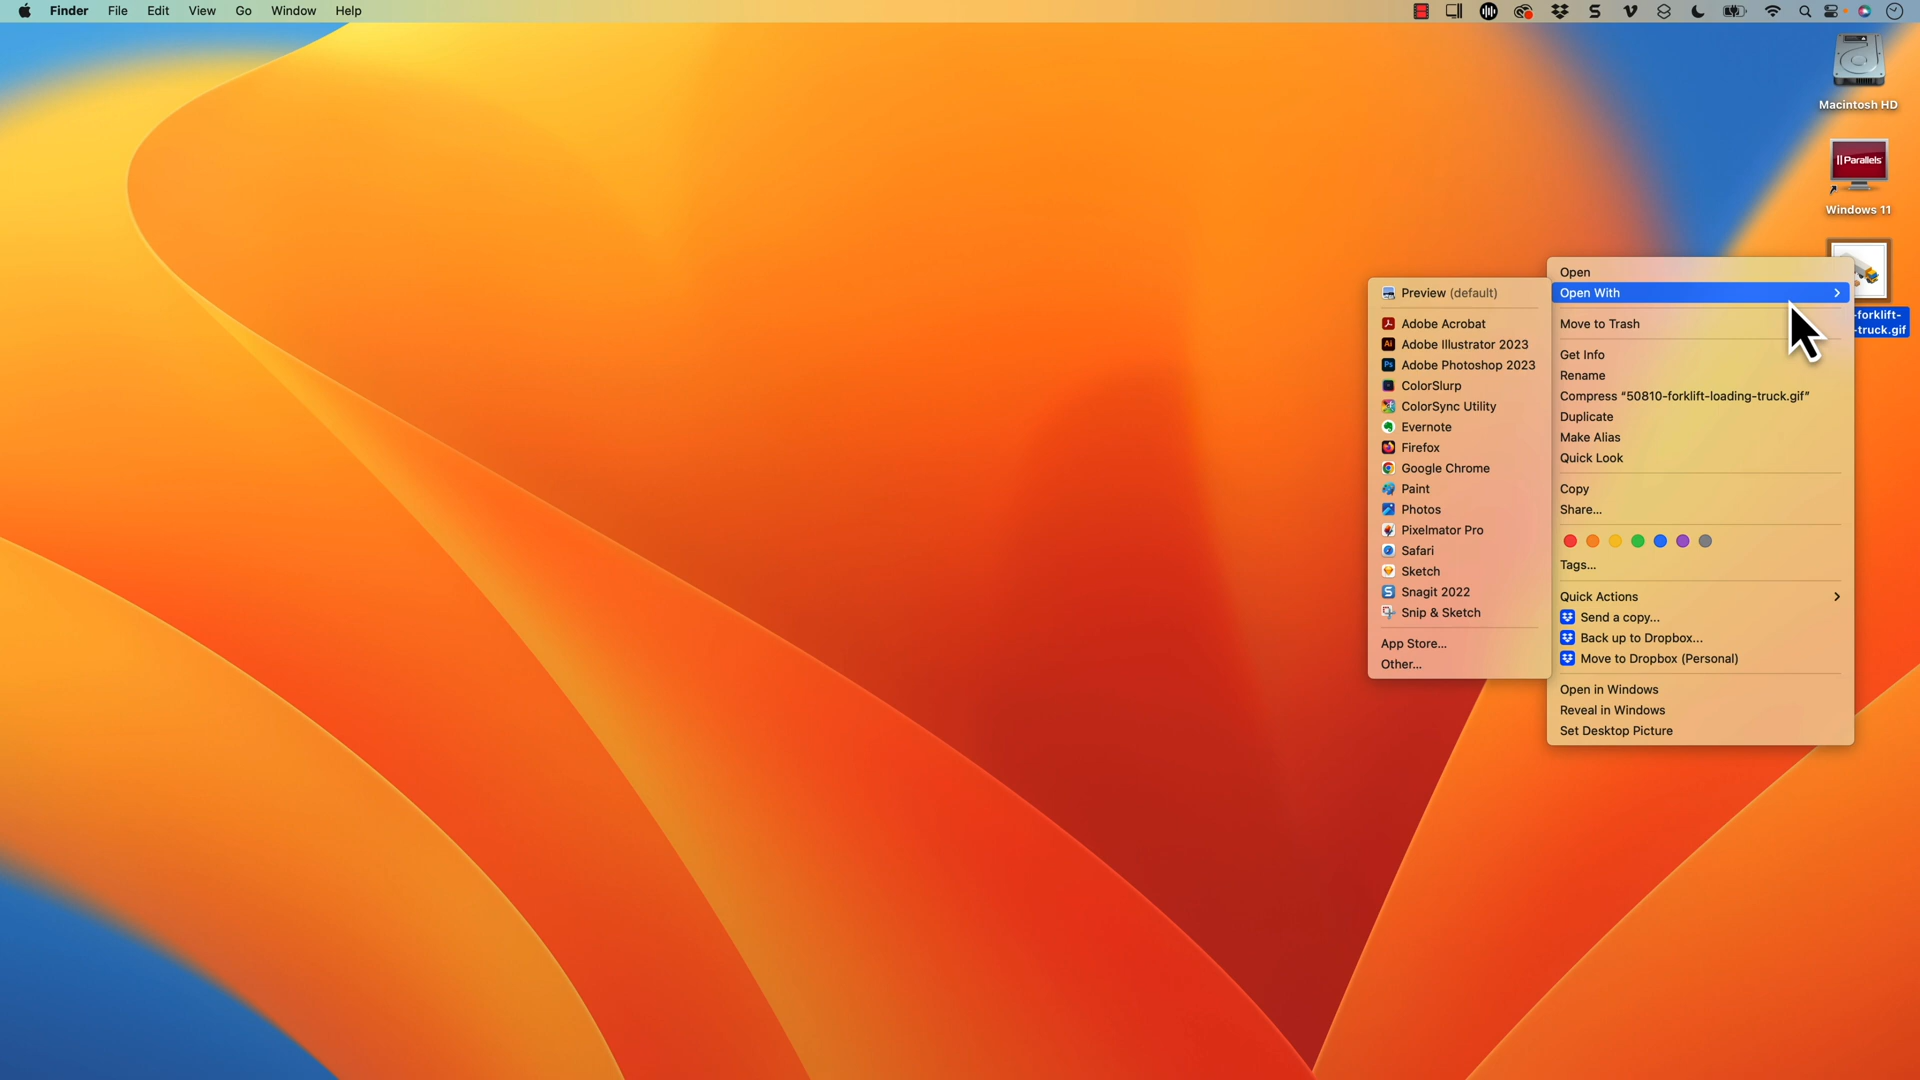 Finder File Edit View Go Window Help
Macintosh HD
Parallels
Windows 11
-forklift-
-truck.gif
Open
Open With
Move to Trash
Get Info
Rename
Compress “50810-forklift-loading-truck.gif”
Duplicate
Make Alias
Quick Look
Copy
Share...
Tags...
Quick Actions
Send a copy...
Back up to Dropbox...
Move to Dropbox (Personal)
Open in Windows
Reveal in Windows
Set Desktop Picture
Preview (default)
Adobe Acrobat
Ai Adobe Illustrator 2023
Ps Adobe Photoshop 2023
ColorSlurp
ColorSync Utility
Evernote
Firefox
Google Chrome
Paint
Photos
Pixelmator Pro
Safari
Sketch
S Snagit 2022
Snip & Sketch
App Store...
Other...